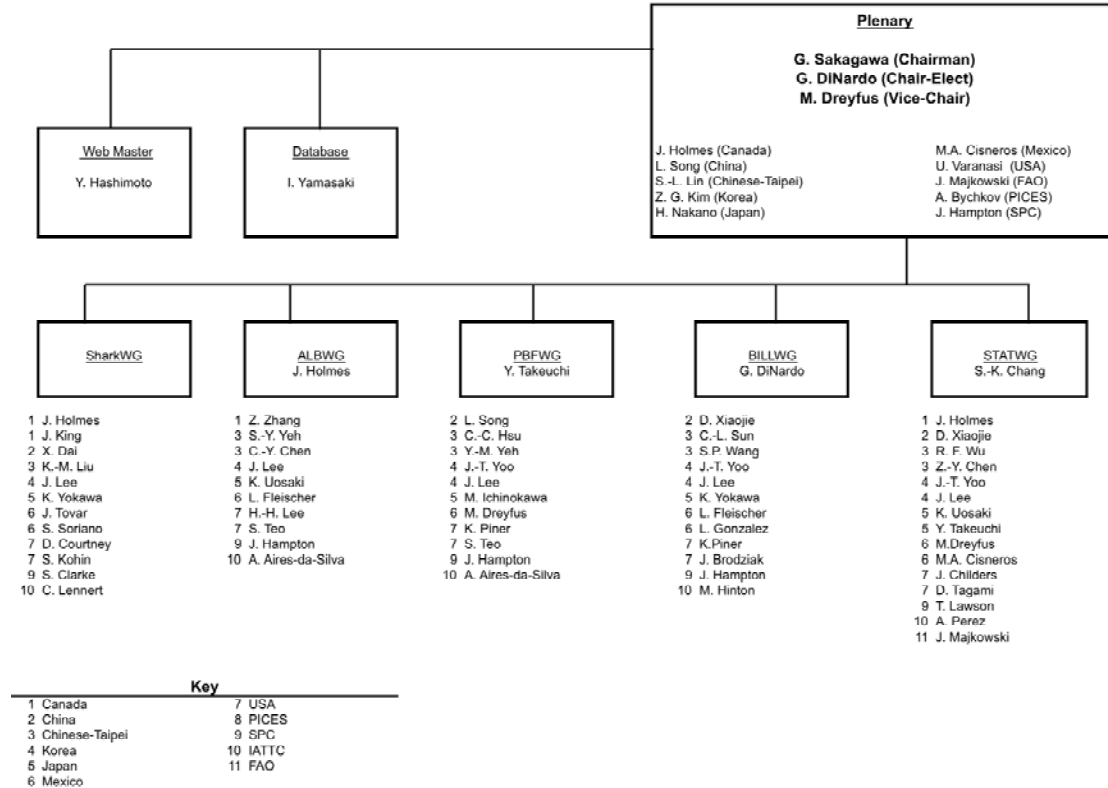 Plenary
G. Sakagawa (Chairman)
G. DiNardo (Chair-Elect)
M. Dreyfus (Vice-Chair)
J. Holmes (Canada)
L. Song (China)
S.-L. Lin (Chinese-Taipei)
Z. G. Kim (Korea)
H. Nakano (Japan)
M.A. Cisneros (Mexico)
U. Varanasi (USA)
J. Majkowski (FAO)
A. Bychkov (PICES)
J. Hampton (SPC)
Web Master
Y. Hashimoto
Database
I. Yamasaki
SharkWG
1 J. Holmes
1 J. King
2 X. Dai
3 K.-M. Liu
4 J. Lee
5 K. Yokawa
6 J. Tovar
6 S. Soriano
7 D. Courtney
7 S. Kohin
9 S. Clarke
10 C. Lennert
ALBWG
J. Holmes
1 Z. Zhang
3 S.-Y. Yeh
3 C.-Y. Chen
4 J. Lee
5 K. Uosaki
6 L. Fleischer
7 H.-H. Lee
7 S. Teo
9 J. Hampton
10 A. Aires-da-Silva
PBFWG
Y. Takeuchi
2 L. Song
3 C.-C. Hsu
3 Y.-M. Yeh
4 J.-T. Yoo
4 J. Lee
5 M. Ichinokawa
6 M. Dreyfus
7 K. Piner
7 S. Teo
9 J. Hampton
10 A. Aires-da-Silva
BILLWG
G. DiNardo
2 D. Xiaojie
3 C.-L. Sun
3 S.P. Wang
4 J.-T. Yoo
4 J. Lee
5 K. Yokawa
6 L. Fleischer
6 L. Gonzalez
7 K.Piner
7 J. Brodziak
9 J. Hampton
10 M. Hinton
STATWG
S.-K. Chang
1 J. Holmes
2 D. Xiaojie
3 R. F. Wu
3 Z.-Y. Chen
4 J.-T. Yoo
4 J. Lee
5 K. Uosaki
5 Y. Takeuchi
6 M.Dreyfus
6 M.A. Cisneros
7 J. Childers
7 D. Tagami
9 T. Lawson
10 A. Perez
11 J. Majkowski
Key
1 Canada
2 China
3 Chinese-Taipei
4 Korea
5 Japan
6 Mexico
7 USA
8 PICES
9 SPC
10 IATTC
11 FAO